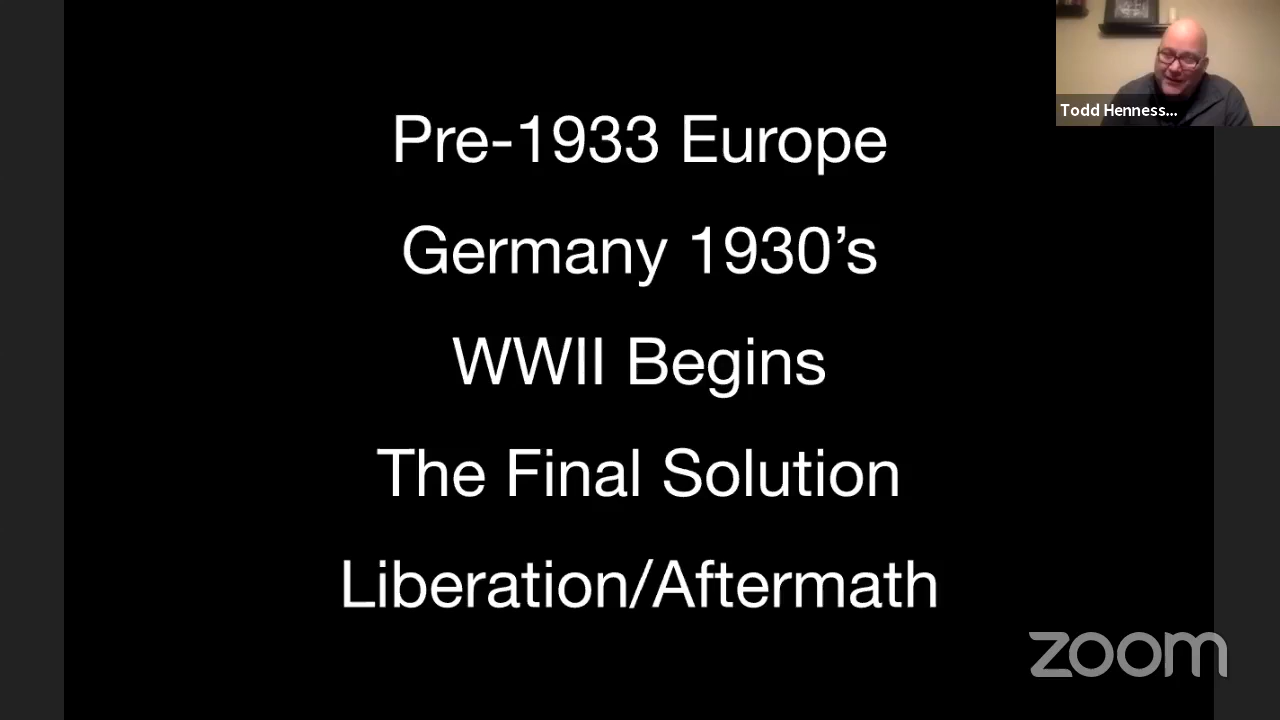 Todd Henness...
Pre-1933 Europe
Germany 1930’s
WWII Begins
The Final Solution
Liberation/Aftermath
zoom